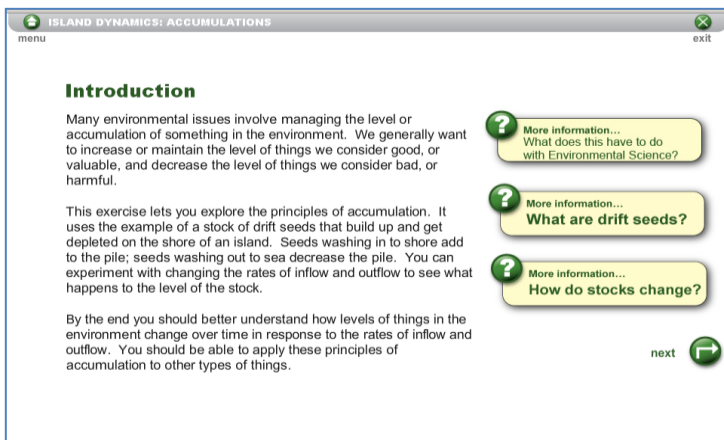 ISLAND DYNAMICS: ACCUMULATIONS
menu
exit
Introduction
Many environmental issues involve managing the level or
accumulation of something in the environment. We generally want
to increase or maintain the level of things we consider good, or
valuable, and decrease the level of things we consider bad, or
harmful.
This exercise lets you explore the principles of accumulation. It
uses the example of a stock of drift seeds that build up and get
depleted on the shore of an island. Seeds washing in to shore add
to the pile; seeds washing out to sea decrease the pile. You can
experiment with changing the rates of inflow and outflow to see what
happens to the level of the stock.
By the end you should better understand how levels of things in the
environment change over time in response to the rates of inflow and
outflow. You should be able to apply these principles of
accumulation to other types of things.
?
More information...
What does this have to do
with Environmental Science?
?
More information...
What are drift seeds?
?
More information...
How do stocks change?
next